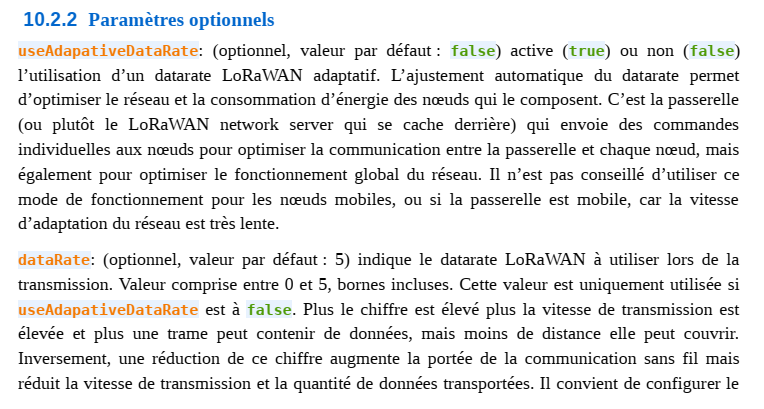 10.2.2 Paramètres optionnels
useAdapativeDataRate: (optionnel, valeur par défaut : false) active (true) ou non (false)
l’utilisation d’un datarate LoRaWAN adaptatif. L’ajustement automatique du datarate permet
d’optimiser le réseau et la consommation d’énergie des nœuds qui le composent. C’est la passerelle
(ou plutôt le LoRaWAN network server qui se cache derrière) qui envoie des commandes
individuelles aux nœuds pour optimiser la communication entre la passerelle et chaque nœud, mais
également pour optimiser le fonctionnement global du réseau. Il n’est pas conseillé d’utiliser ce
mode de fonctionnement pour les nœuds mobiles, ou si la passerelle est mobile, car la vitesse
d’adaptation du réseau est très lente.
dataRate: (optionnel, valeur par défaut : 5) indique le datarate LoRaWAN à utiliser lors de la
transmission. Valeur comprise entre 0 et 5, bornes incluses. Cette valeur est uniquement utilisée si
useAdapativeDataRate est à false. Plus le chiffre est élevé plus la vitesse de transmission est
élevée et plus une trame peut contenir de données, mais moins de distance elle peut couvrir.
Inversement, une réduction de ce chiffre augmente la portée de la communication sans fil mais
réduit la vitesse de transmission et la quantité de données transportées. Il convient de configurer le